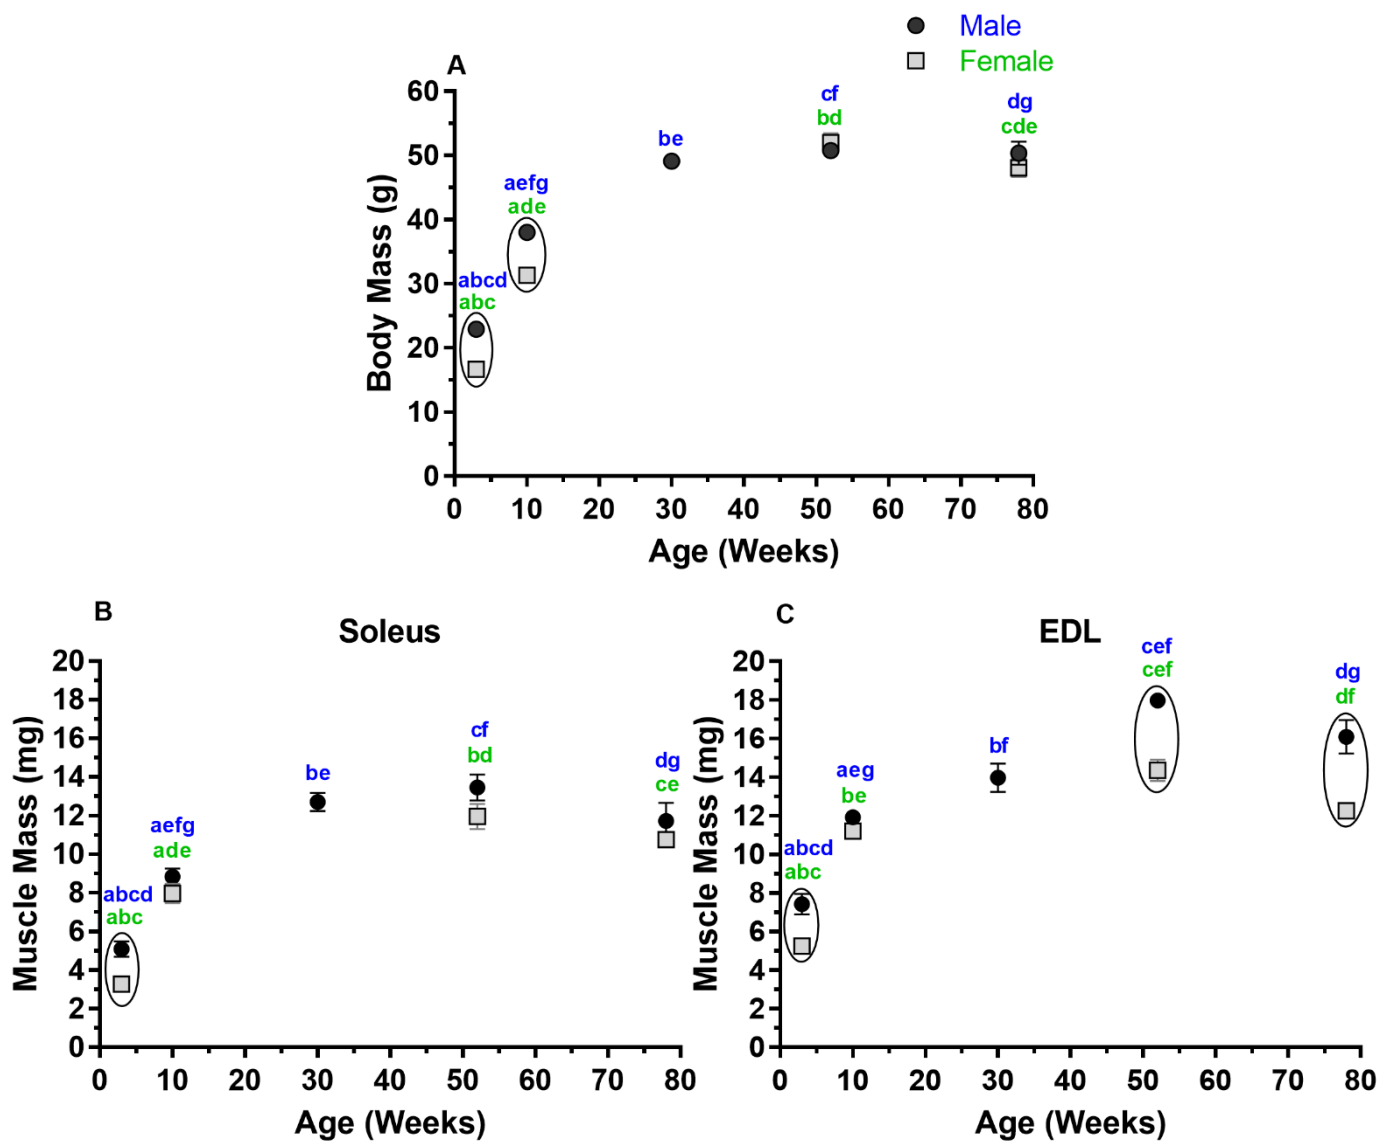 Male
Female
A
60
50
40
30
20
10
0
Body Mass (g)
abcd
abc
aefg
ade
be
cf
bd
dg
cde
0 10 20 30 40 50 60 70 80
Age (Weeks)
B
Soleus
20
18
16
14
12
10
8
6
4
2
0
Muscle Mass (mg)
abcd
abc
aefg
ade
be
cf
bd
dg
ce
0 10 20 30 40 50 60 70 80
Age (Weeks)
C
EDL
20
18
16
14
12
10
8
6
4
2
0
Muscle Mass (mg)
abcd
abc
aeg
be
bf
cef
cef
dg
df
0 10 20 30 40 50 60 70 80
Age (Weeks)